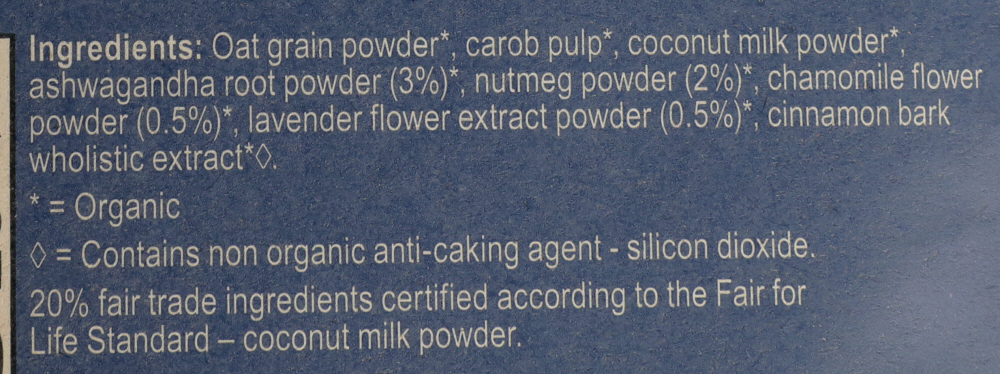 Ingredients: Oat grain powder*, carob pulp*, coconut milk powder*,
ashwagandha root powder (3%)*, nutmeg powder (2%)*, chamomile flower
powder (0.5%)*, lavender flower extract powder (0.5%)*, cinnamon bark
wholistic extract*◊.
* = Organic
◊ = Contains non organic anti-caking agent - silicon dioxide.
20% fair trade ingredients certified according to the Fair for
Life Standard – coconut milk powder.